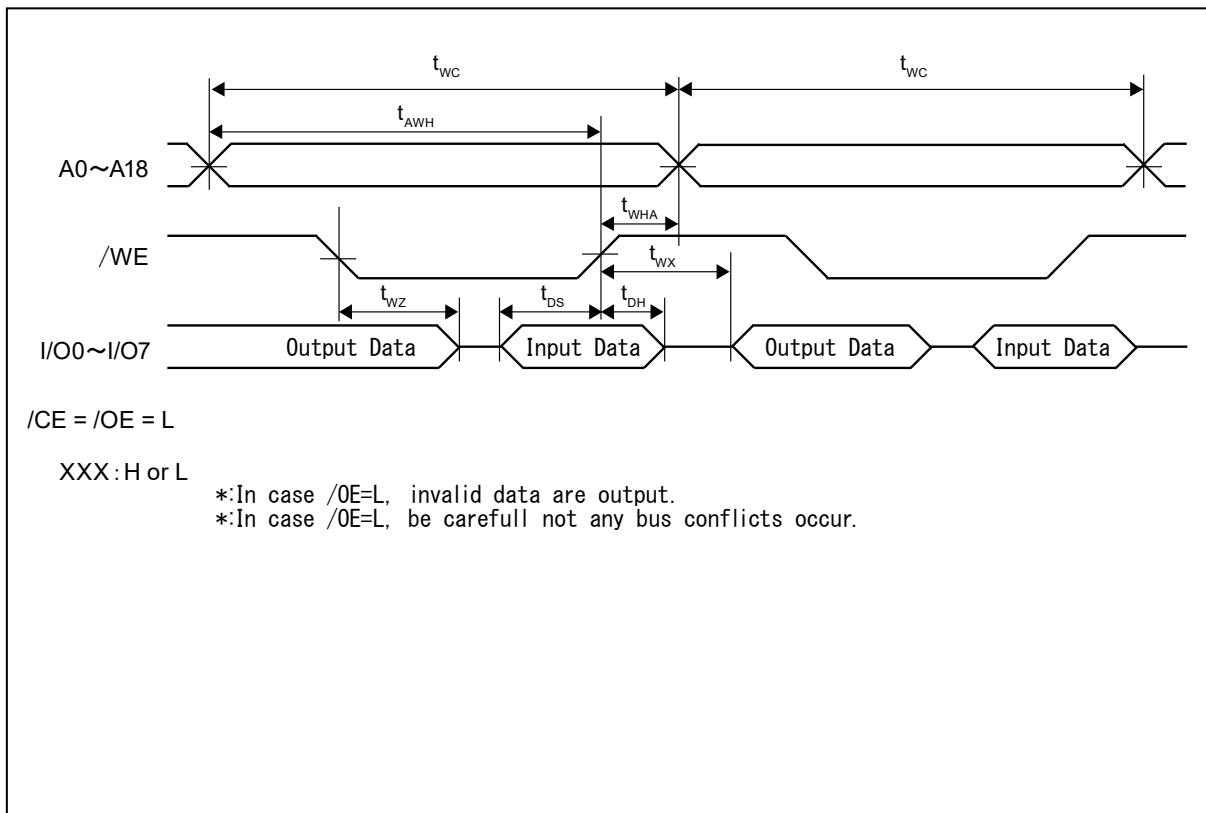 tWC tWC
tAWH
A0～A18
tWHA
/WE
tWX
tWZ tDS tDH
I/O0～I/O7 Output Data Input Data Output Data Input Data
/CE = /OE = L
XXX : H or L
*:In case /OE=L, invalid data are output.
*:In case /OE=L, be carefull not any bus conflicts occur.